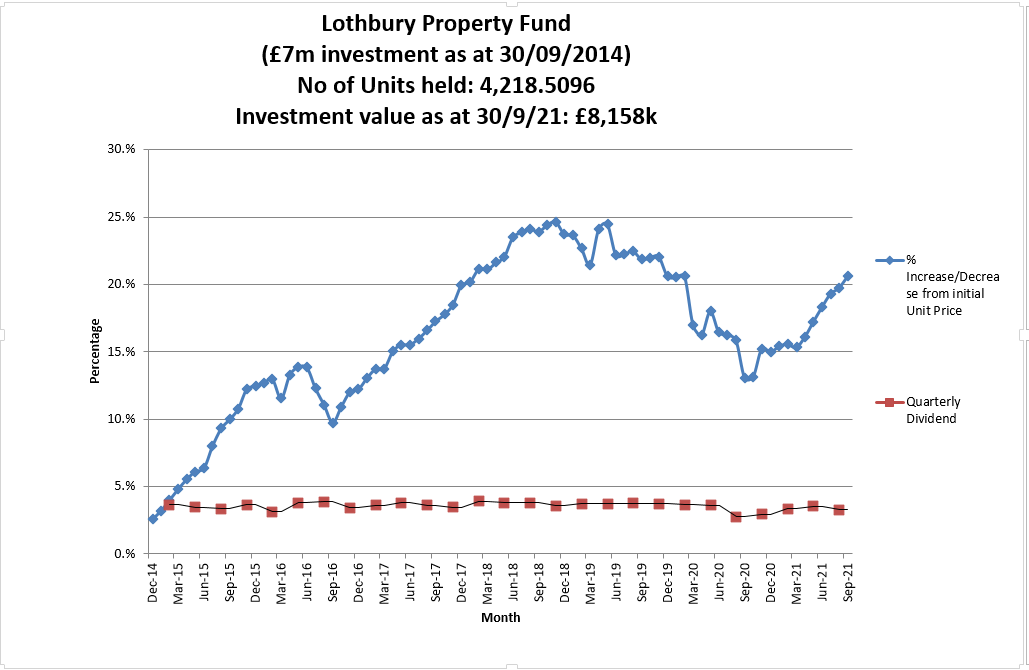 Lothbury Property Fund
(£7m investment as at 30/09/2014)
No of Units held: 4,218.5096
Investment value as at 30/9/21: £8,158k
30.%
25.%
20.%
15.%
10.%
5.%
0.%
Percentage
Dec-14
Mar-15
Jun-15
Sep-15
Dec-15
Mar-16
Jun-16
Sep-16
Dec-16
Mar-17
Jun-17
Sep-17
Dec-17
Mar-18
Jun-18
Sep-18
Dec-18
Mar-19
Jun-19
Sep-19
Dec-19
Mar-20
Jun-20
Sep-20
Dec-20
Mar-21
Jun-21
Sep-21
Month
%
Increase/Decrea
se from initial
Unit Price
Quarterly
Dividend